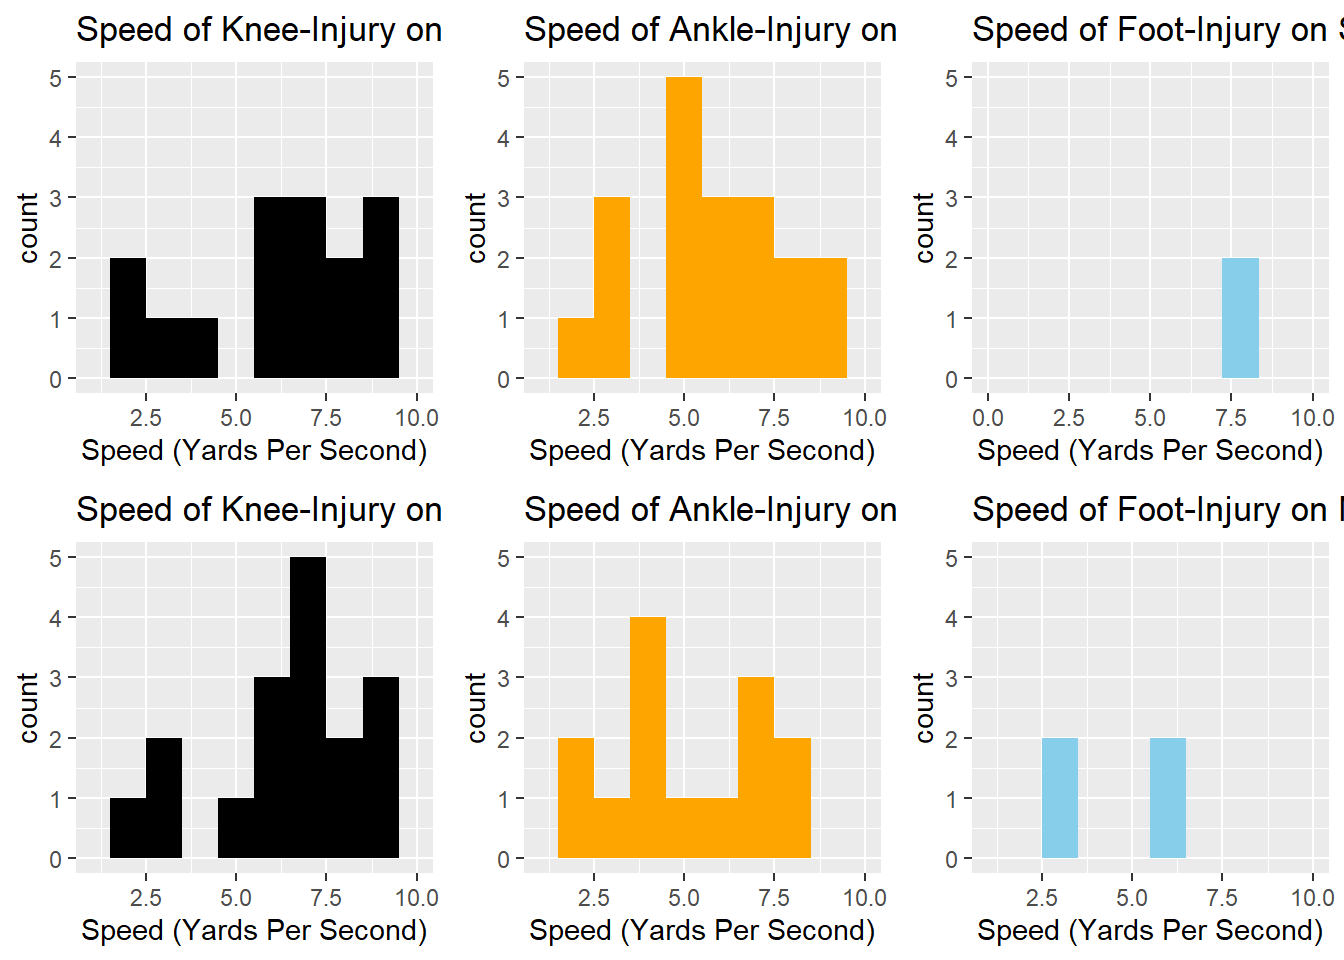 Speed of Knee-Injury on
Speed of Ankle-Injury on
Speed of Foot-Injury on S
5
4
3
2
1
0
count
2.5 5.0 7.5 10.0
Speed (Yards Per Second)
5
4
3
2
1
0
count
2.5 5.0 7.5 10.0
Speed (Yards Per Second)
5
4
3
2
1
0
count
0.0 2.5 5.0 7.5 10.0
Speed (Yards Per Second)
Speed of Knee-Injury on
Speed of Ankle-Injury on
Speed of Foot-Injury on
5
4
3
2
1
0
count
2.5 5.0 7.5 10.0
Speed (Yards Per Second)
5
4
3
2
1
0
count
2.5 5.0 7.5 10.0
Speed (Yards Per Second)
5
4
3
2
1
0
count
2.5 5.0 7.5 10.0
Speed (Yards Per Second)